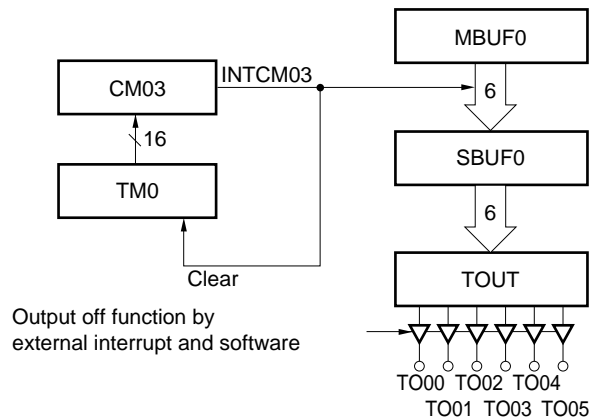 MBUF0
INTCM03
CM03
6
16
SBUF0
TM0
6
Clear
TOUT
Output off function by
external interrupt and software
TO00 TO02 TO04
TO01 TO03 TO05